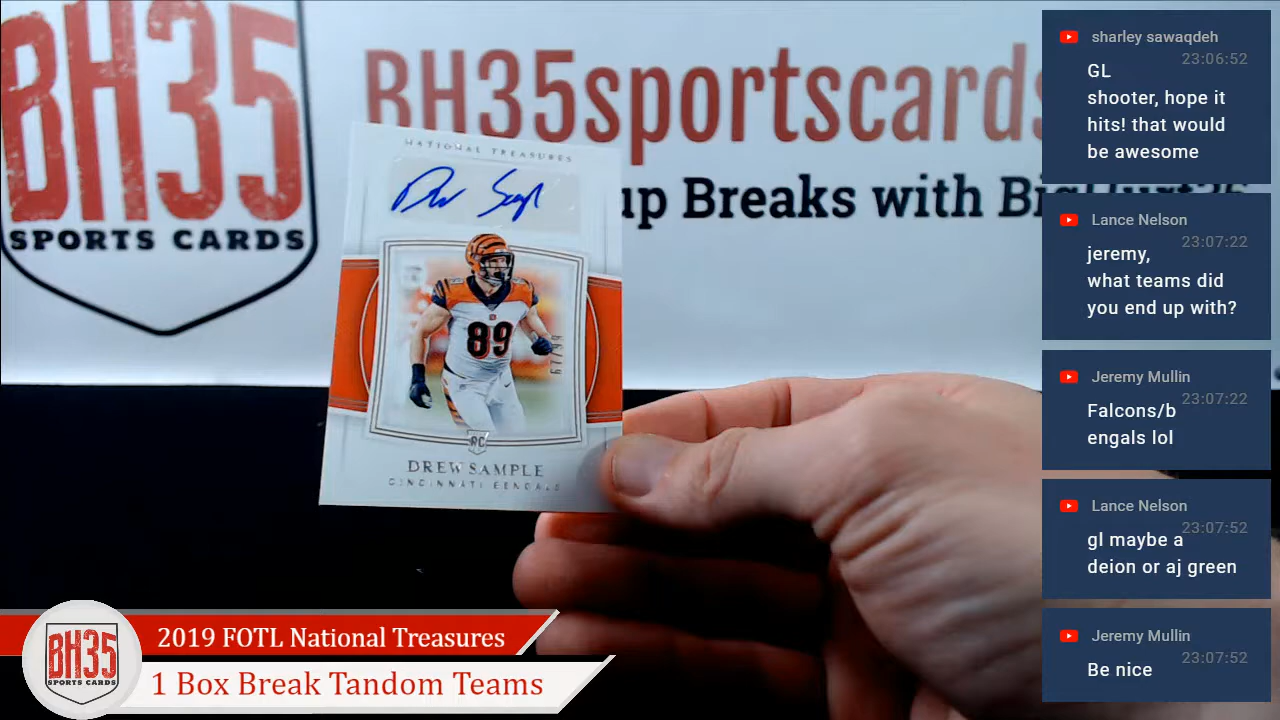 BH35
SPORTS CARDS
BH35sportscards
up Breaks with
NATIONAL TREASURES
89
67/99
RC
DREW SAMPLE
CINCINNATI BENGALS
BH35
SPORTS CARDS
2019 FOTL National Treasures
1 Box Break Tandom Teams
sharley sawaqdeh
23:06:52
GL
shooter, hope it
hits! that would
be awesome
Lance Nelson
23:07:22
jeremy,
what teams did
you end up with?
Jeremy Mullin
23:07:22
Falcons/b
engals lol
Lance Nelson
23:07:52
gl maybe a
deion or aj green
Jeremy Mullin
23:07:52
Be nice